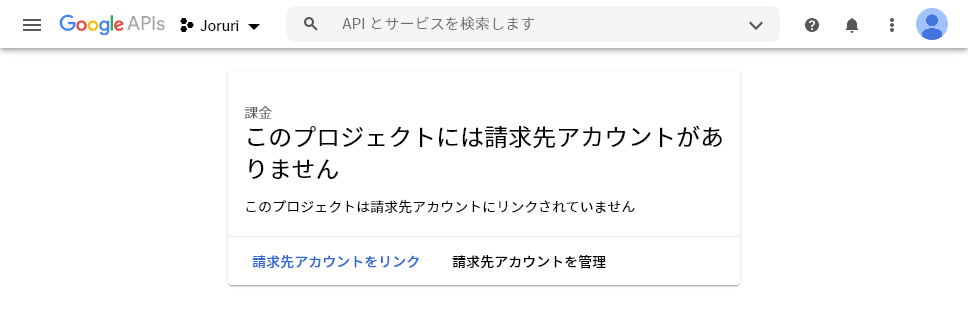 Google APIs Joruri API とサービスを検索します
課金
このプロジェクトには請求先アカウントがあ
りません
このプロジェクトは請求先アカウントにリンクされていません
請求先アカウントをリンク 請求先アカウントを管理